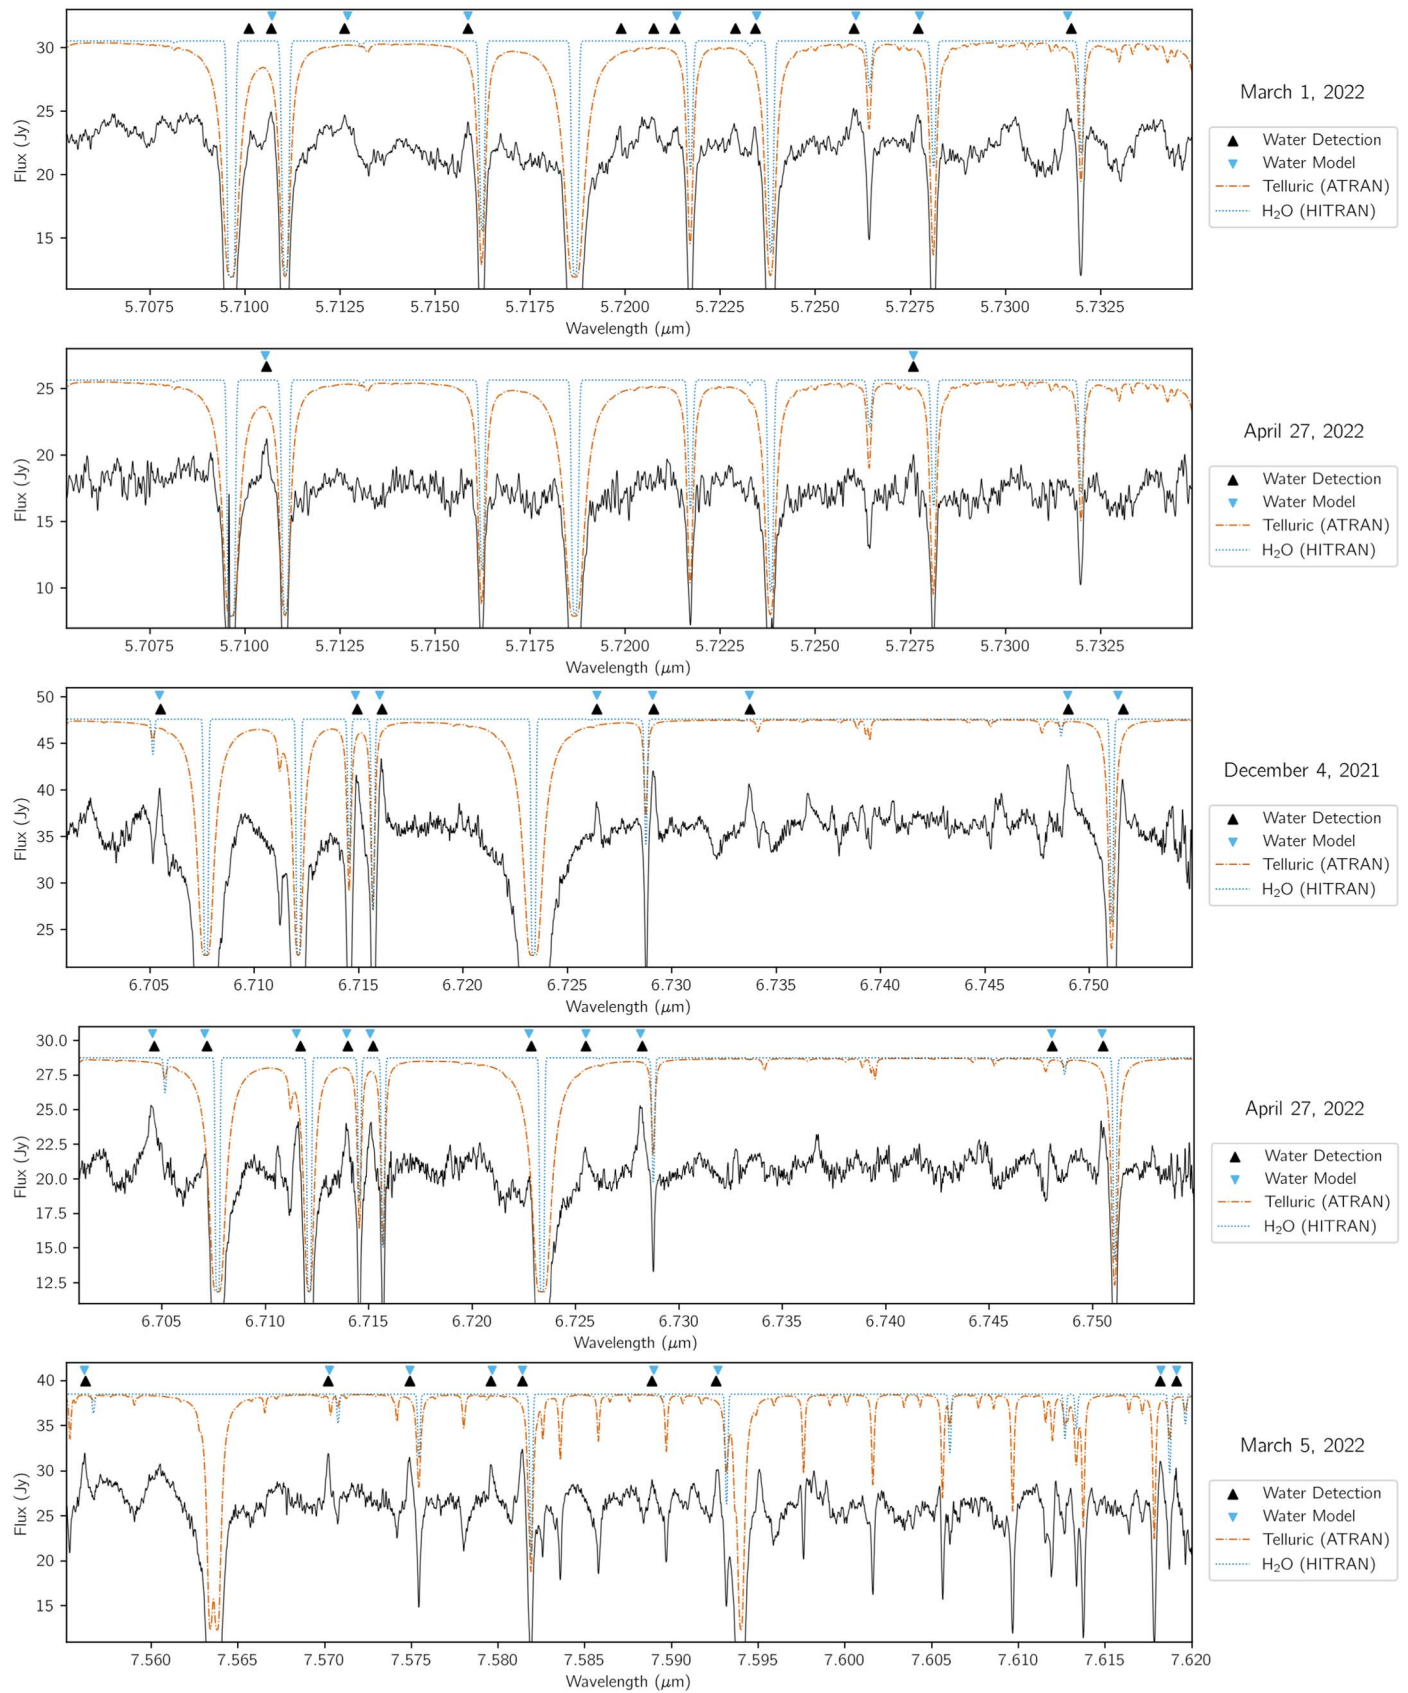 30
25
20
15
Flux (Jy)
5.7075 5.7100 5.7125 5.7150 5.7175 5.7200 5.7225 5.7250 5.7275 5.7300 5.7325
Wavelength (μm)
March 1, 2022
Water Detection
Water Model
Telluric (ATRAN)
H₂O (HITRAN)
25
20
15
10
Flux (Jy)
5.7075 5.7100 5.7125 5.7150 5.7175 5.7200 5.7225 5.7250 5.7275 5.7300 5.7325
Wavelength (μm)
April 27, 2022
Water Detection
Water Model
Telluric (ATRAN)
H₂O (HITRAN)
50
45
40
35
30
25
Flux (Jy)
6.705 6.710 6.715 6.720 6.725 6.730 6.735 6.740 6.745 6.750
Wavelength (μm)
December 4, 2021
Water Detection
Water Model
Telluric (ATRAN)
H₂O (HITRAN)
30.0
27.5
25.0
22.5
20.0
17.5
15.0
12.5
Flux (Jy)
6.705 6.710 6.715 6.720 6.725 6.730 6.735 6.740 6.745 6.750
Wavelength (μm)
April 27, 2022
Water Detection
Water Model
Telluric (ATRAN)
H₂O (HITRAN)
40
35
30
25
20
15
Flux (Jy)
7.560 7.565 7.570 7.575 7.580 7.585 7.590 7.595 7.600 7.605 7.610 7.615 7.620
Wavelength (μm)
March 5, 2022
Water Detection
Water Model
Telluric (ATRAN)
H₂O (HITRAN)